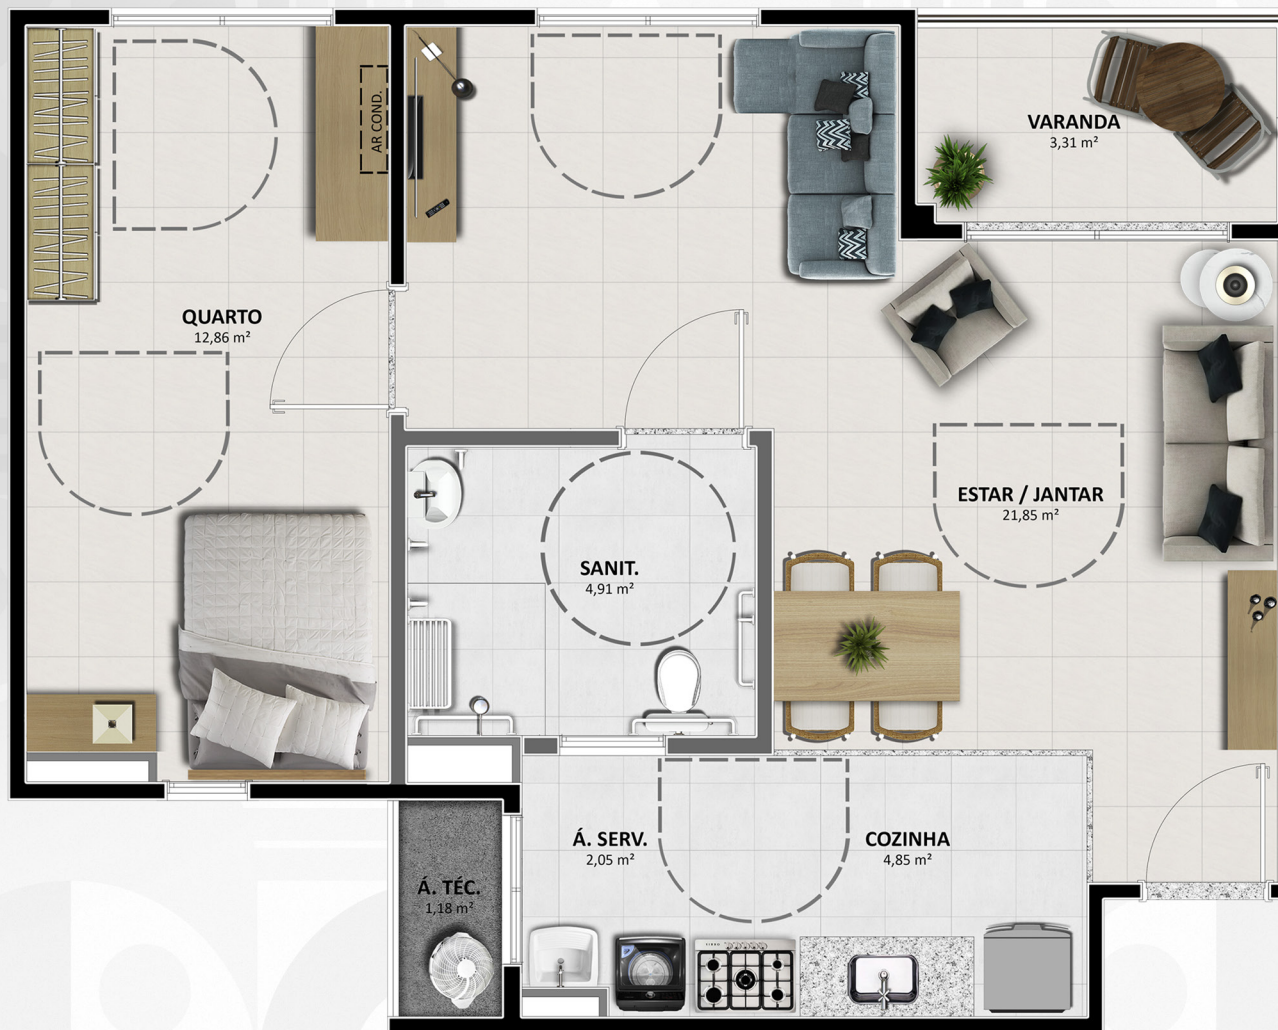 AR COND.
VARANDA
3,31 m²
QUARTO
12,86 m²
ESTAR / JANTAR
21,85 m²
SANIT.
4,91 m²
Á. SERV.
2,05 m²
COZINHA
4,85 m²
Á. TÉC.
1,18 m²